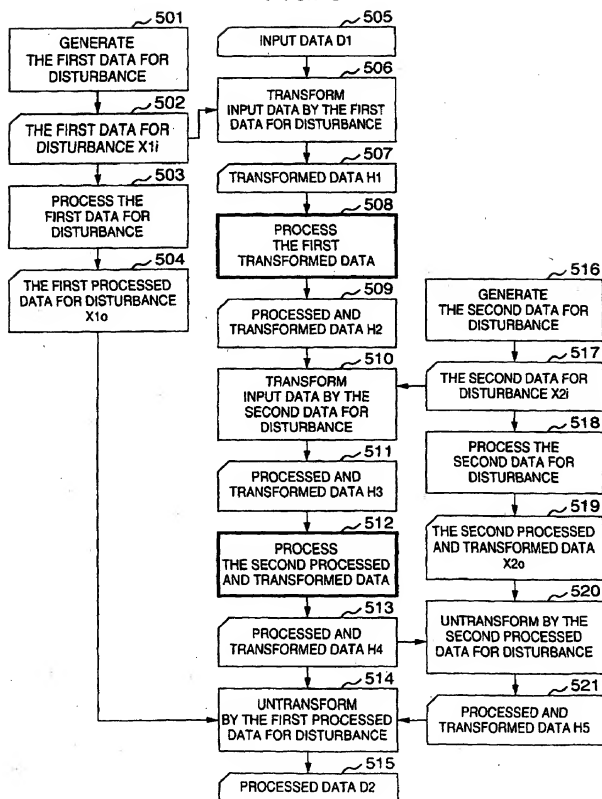 501
GENERATE
THE FIRST DATA FOR
DISTURBANCE
502
THE FIRST DATA FOR
DISTURBANCE X1i
503
PROCESS THE
FIRST DATA FOR
DISTURBANCE
504
THE FIRST PROCESSED
DATA FOR DISTURBANCE
X1o
505
INPUT DATA D1
506
TRANSFORM
INPUT DATA BY THE FIRST
DATA FOR DISTURBANCE
507
TRANSFORMED DATA H1
508
PROCESS
THE FIRST
TRANSFORMED DATA
509
PROCESSED AND
TRANSFORMED DATA H2
510
TRANSFORM
INPUT DATA BY THE
SECOND DATA FOR
DISTURBANCE
511
PROCESSED AND
TRANSFORMED DATA H3
512
PROCESS
THE SECOND PROCESSED
AND TRANSFORMED DATA
513
PROCESSED AND
TRANSFORMED DATA H4
514
UNTRANSFORM
BY THE FIRST PROCESSED
DATA FOR DISTURBANCE
515
PROCESSED DATA D2
516
GENERATE
THE SECOND DATA FOR
DISTURBANCE
517
THE SECOND DATA FOR
DISTURBANCE X2i
518
PROCESS THE
SECOND DATA FOR
DISTURBANCE
519
THE SECOND PROCESSED
AND TRANSFORMED DATA
X2o
520
UNTRANSFORM BY THE
SECOND PROCESSED
DATA FOR DISTURBANCE
521
PROCESSED AND
TRANSFORMED DATA H5